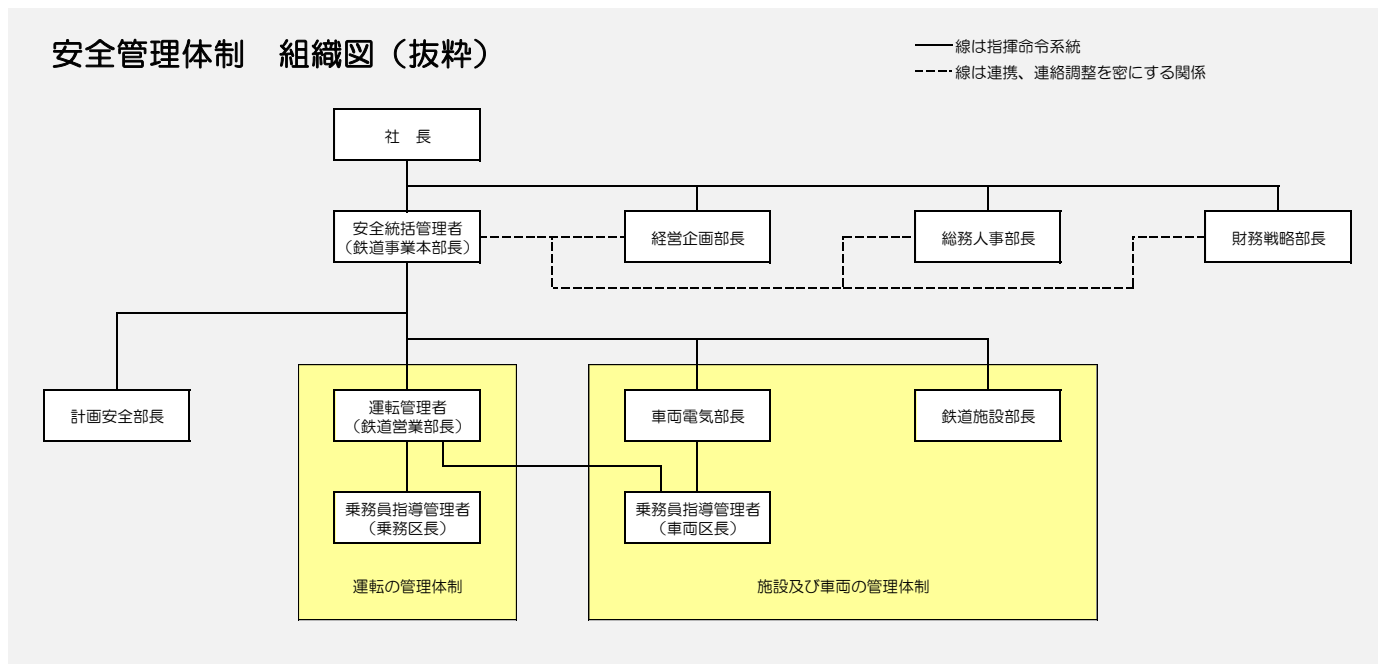 安全管理体制　組織図（抜粋）
線は指揮命令系統
線は連携、連絡調整を密にする関係
社　長
安全統括管理者
（鉄道事業本部長）
経営企画部長
総務人事部長
財務戦略部長
計画安全部長
運転管理者
（鉄道営業部長）
車両電気部長
鉄道施設部長
乗務員指導管理者
（乗務区長）
乗務員指導管理者
（車両区長）
運転の管理体制
施設及び車両の管理体制